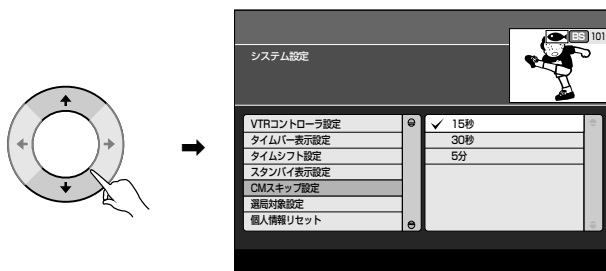 BS 101
システム設定
VTRコントローラ設定
タイムバー表示設定
タイムシフト設定
スタンバイ表示設定
CMスキップ設定
選局対象設定
個人情報リセット
15秒
30秒
5分